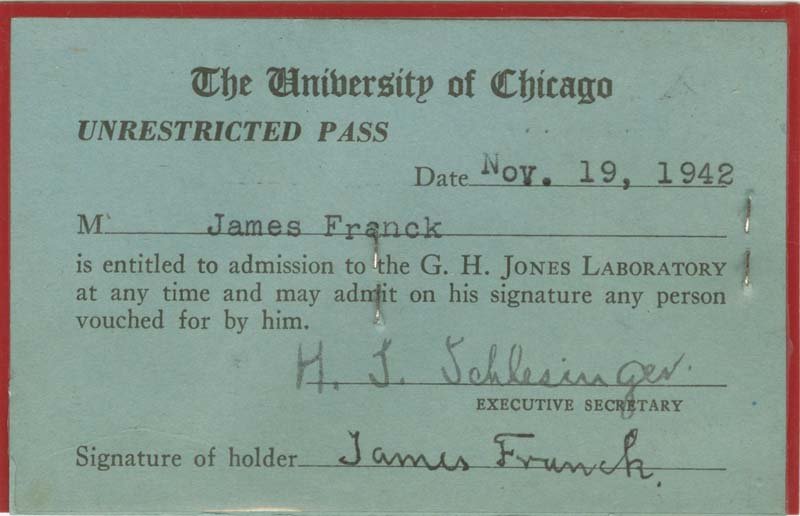 The University of Chicago
UNRESTRICTED PASS
Date Nov. 19, 1942
M James Franck
is entitled to admission to the G. H. JONES LABORATORY
at any time and may admit on his signature any person
vouched for by him.
H. I. Schlesinger.
EXECUTIVE SECRETARY
Signature of holder James Franck.